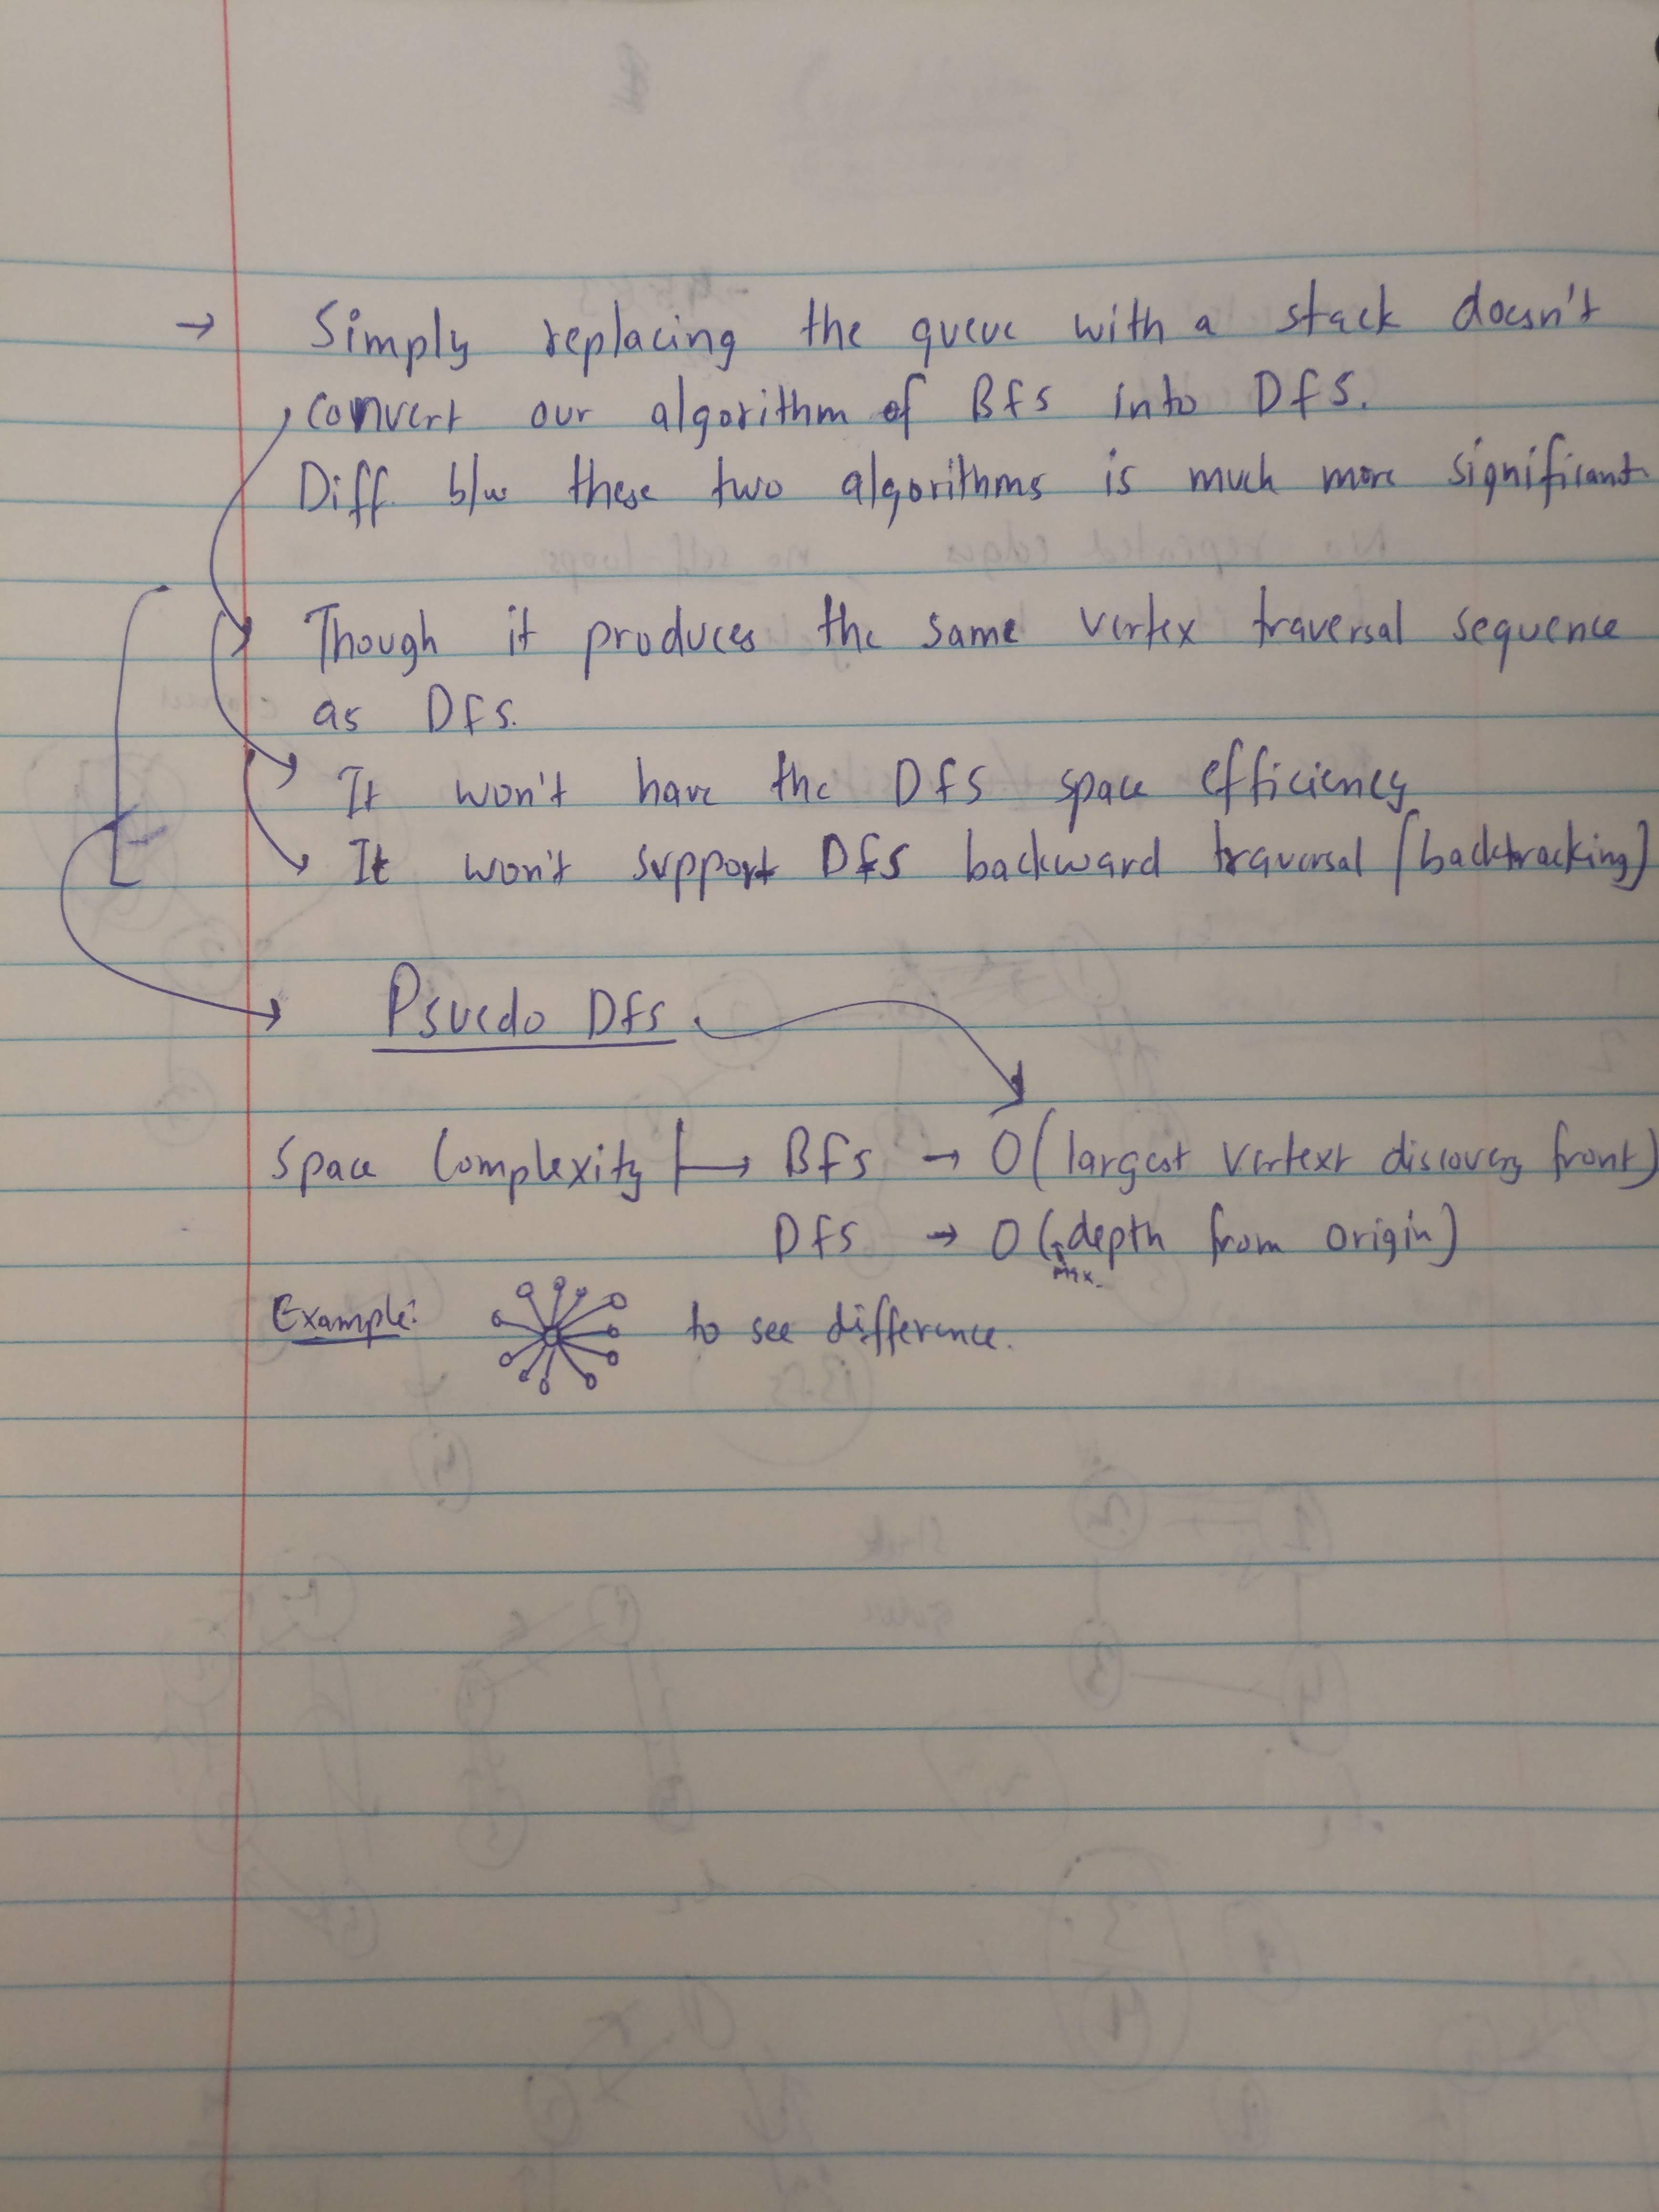 → Simply replacing the queue with a stack doesn't
convert our algorithm of Bfs into Dfs.
Diff. b/w these two algorithms is much more significant.
Though it produces the same vertex traversal sequence
as Dfs.
It won't have the Dfs space efficiency
It won't support Dfs backward traversal (backtracking)
Psuedo Dfs
Space Complexity → Bfs → O(largest vertext discovery front)
Dfs → O(max. depth from origin)
Example: to see difference.